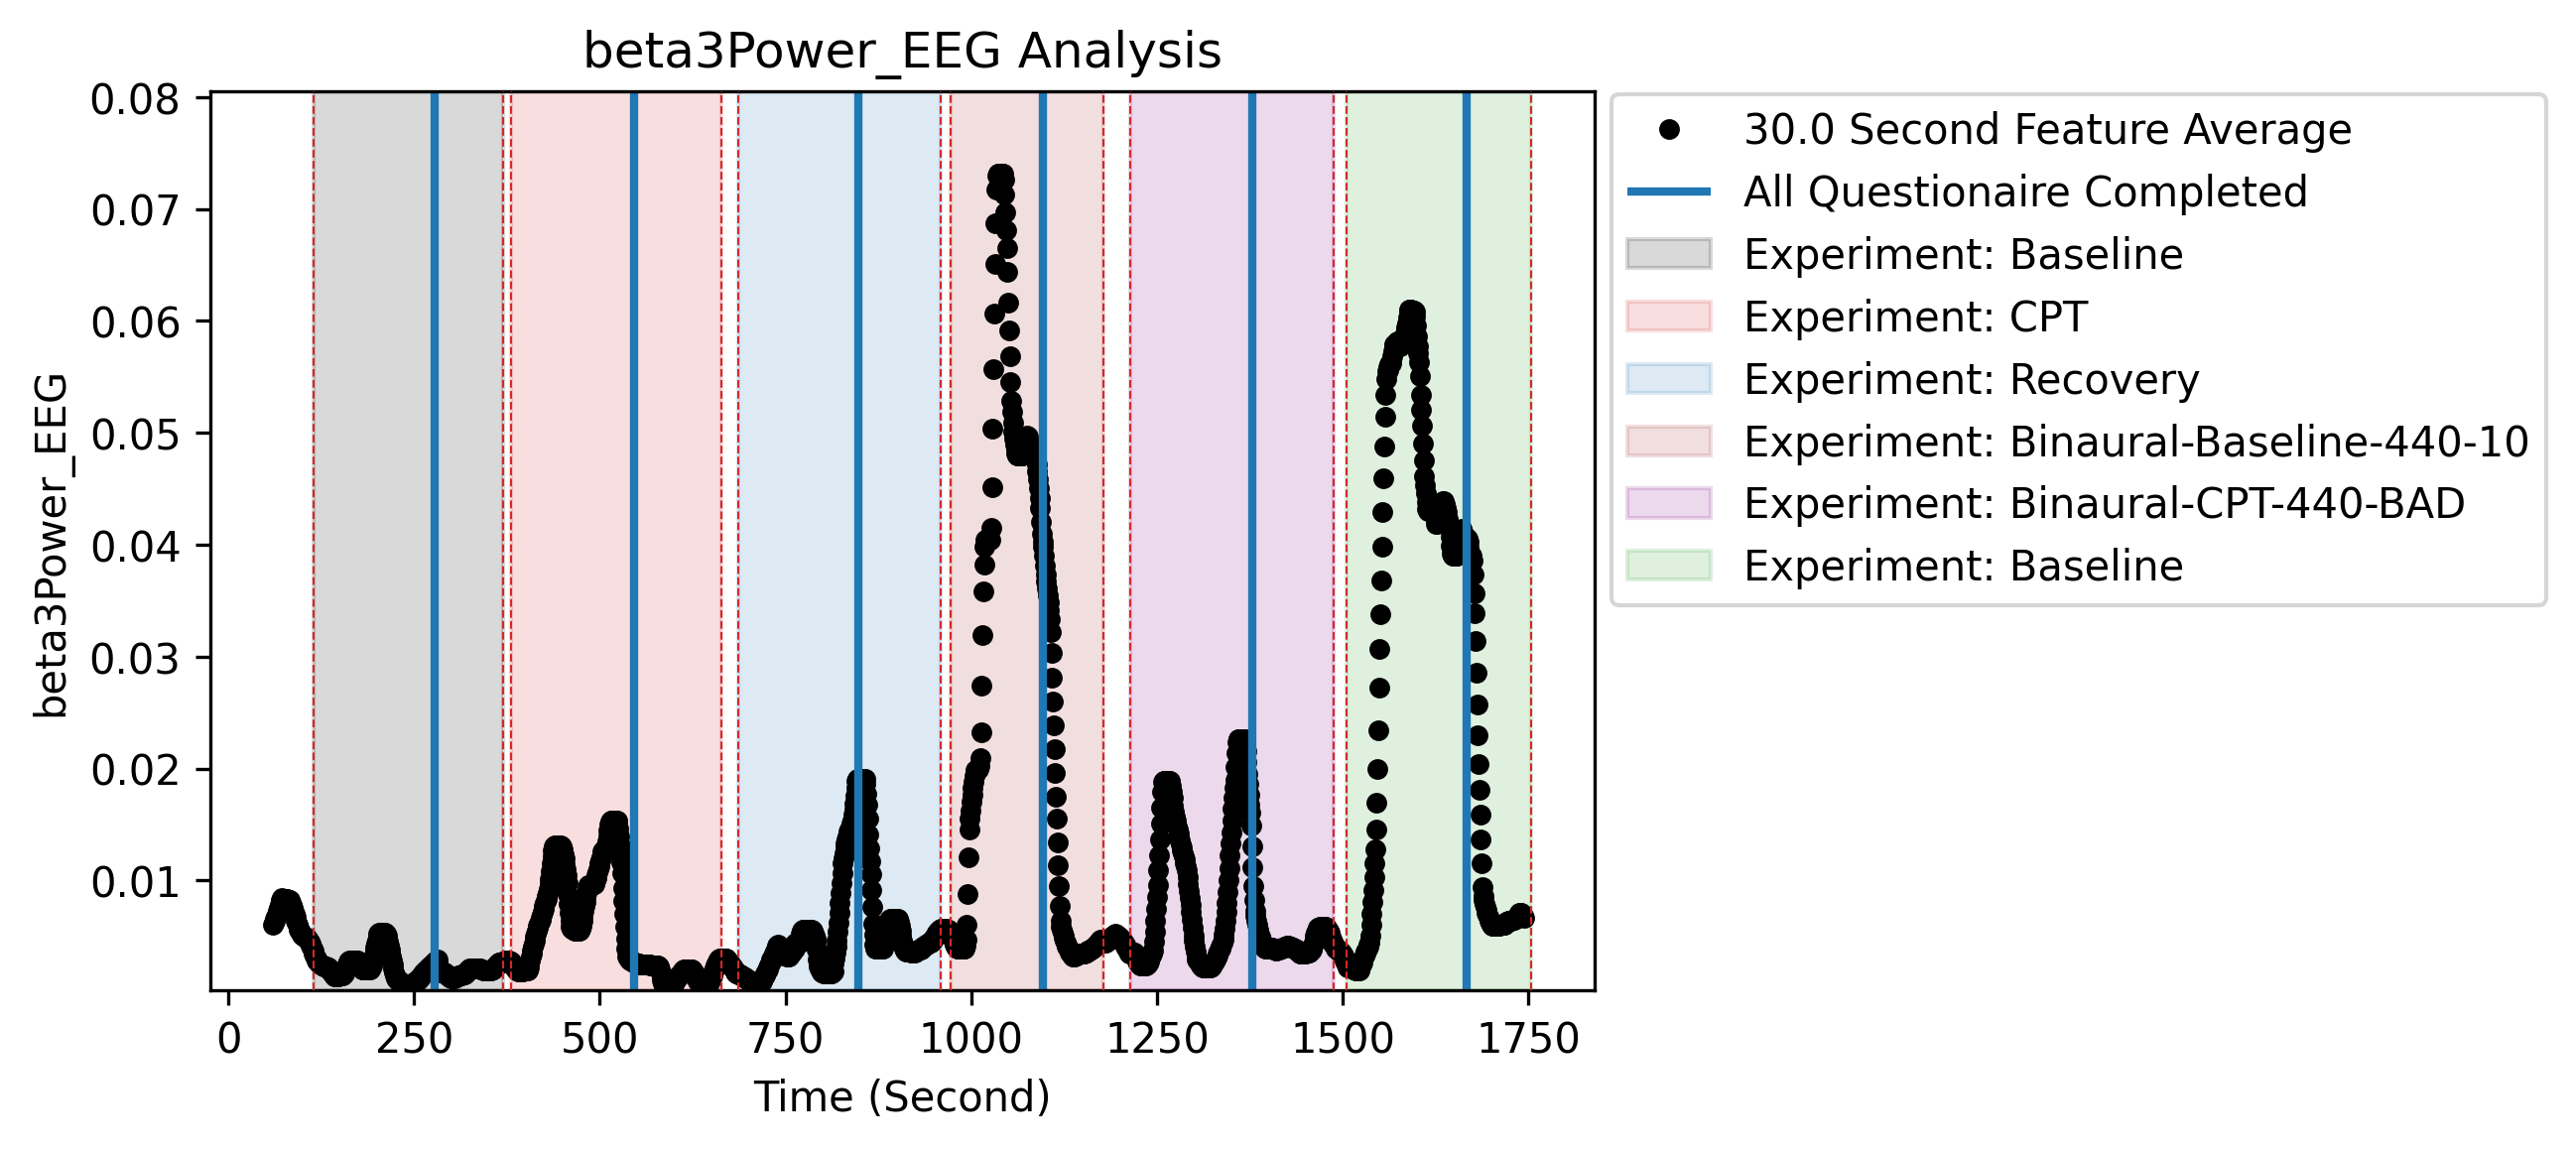 beta3Power_EEG Analysis
0.08
0.07
0.06
0.05
0.04
0.03
0.02
0.01
beta3Power_EEG
0 250 500 750 1000 1250 1500 1750
Time (Second)
30.0 Second Feature Average
All Questionaire Completed
Experiment: Baseline
Experiment: CPT
Experiment: Recovery
Experiment: Binaural-Baseline-440-10
Experiment: Binaural-CPT-440-BAD
Experiment: Baseline